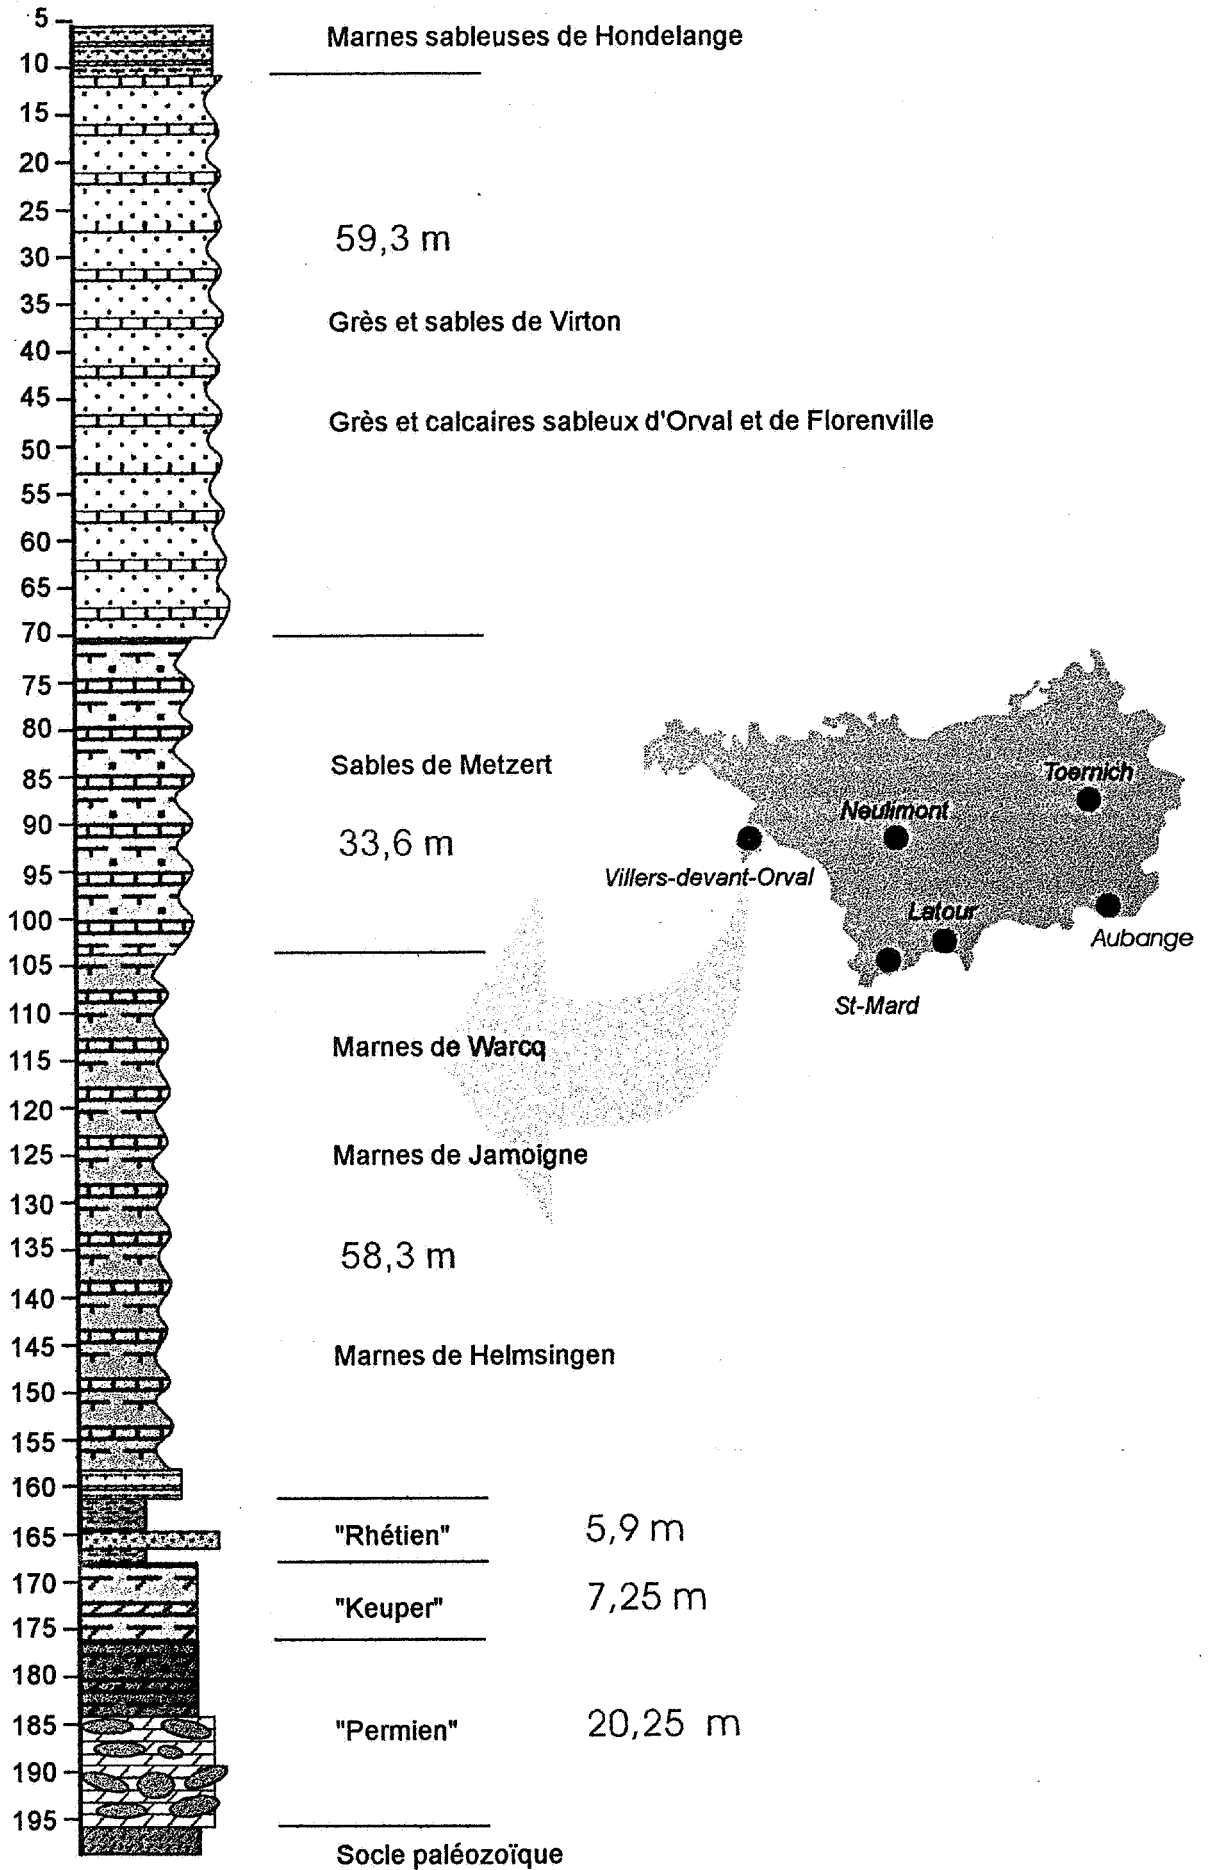 5
Marnes sableuses de Hondelange
10
15
20
25
59,3 m
30
35
Grès et sables de Virton
40
45
Grès et calcaires sableux d'Orval et de Florenville
50
55
60
65
70
75
80
Sables de Metzert
85
90
33,6 m
95
100
105
110
Marnes de Warcq
115
120
125
Marnes de Jamoigne
130
135
58,3 m
140
145
Marnes de Helmsingen
150
155
160
165
"Rhétien" 5,9 m
170
"Keuper" 7,25 m
175
180
185
"Permien" 20,25 m
190
195
Socle paléozoïque
Toernich
Neulimont
Villers-devant-Orval
Latour
Aubange
St-Mard